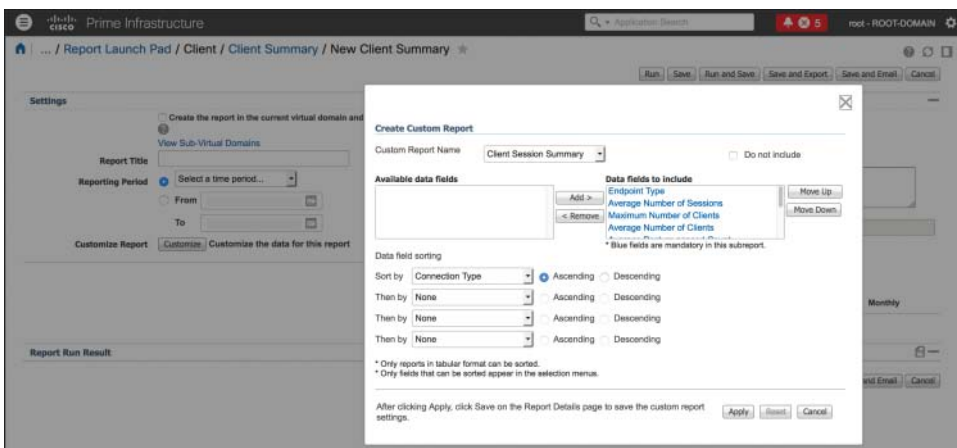 cisco Prime Infrastructure
Application Search
5
root - ROOT-DOMAIN
... / Report Launch Pad / Client / Client Summary / New Client Summary
Run Save Run and Save Save and Export Save and Email Cancel
Settings
Create the report in the current virtual domain and
View Sub-Virtual Domains
Report Title
Reporting Period Select a time period...
From
To
Customize Report Customize Customize the data for this report
Monthly
Report Run Result
and Email Cancel
Create Custom Report
Custom Report Name Client Session Summary Do not include
Available data fields Data fields to include
Add >
< Remove
Endpoint Type
Average Number of Sessions
Maximum Number of Clients
Average Number of Clients
Move Up
Move Down
* Blue fields are mandatory in this subreport.
Data field sorting
Sort by Connection Type Ascending Descending
Then by None Ascending Descending
Then by None Ascending Descending
Then by None Ascending Descending
* Only reports in tabular format can be sorted.
* Only fields that can be sorted appear in the selection menus.
After clicking Apply, click Save on the Report Details page to save the custom report
settings.
Apply Reset Cancel